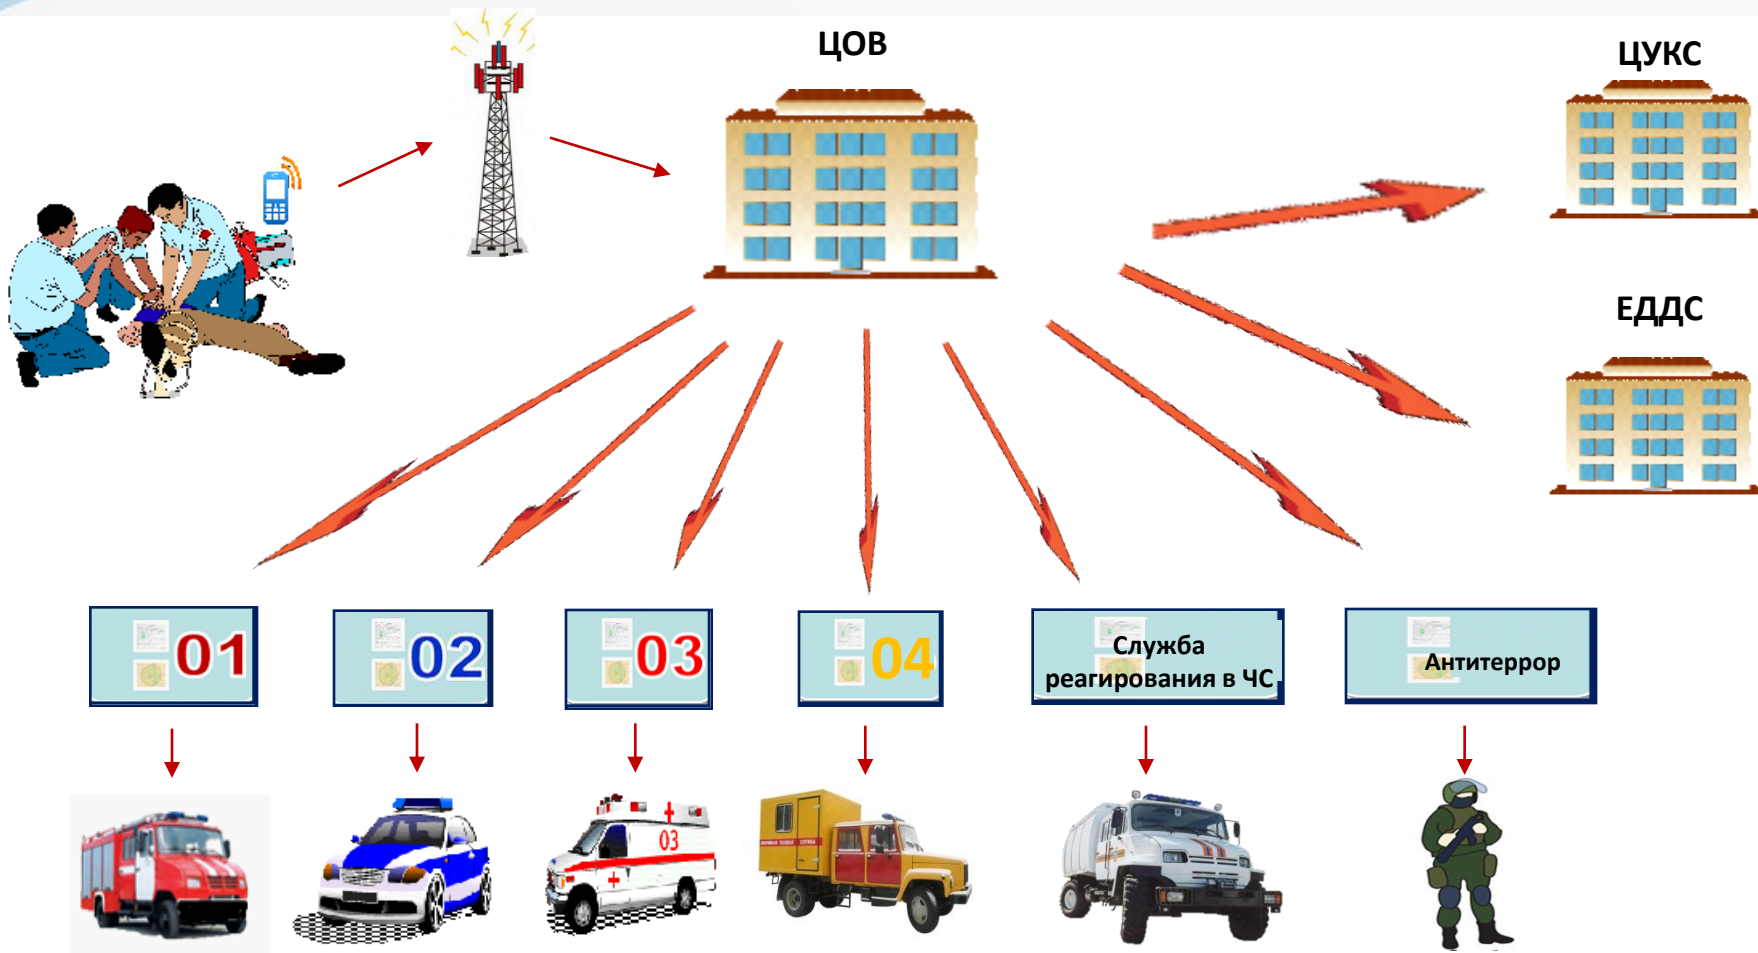 ЦОВ
ЦУКС
ЕДДС
01
02
03
04
Служба
реагирования в ЧС
Антитеррор
03